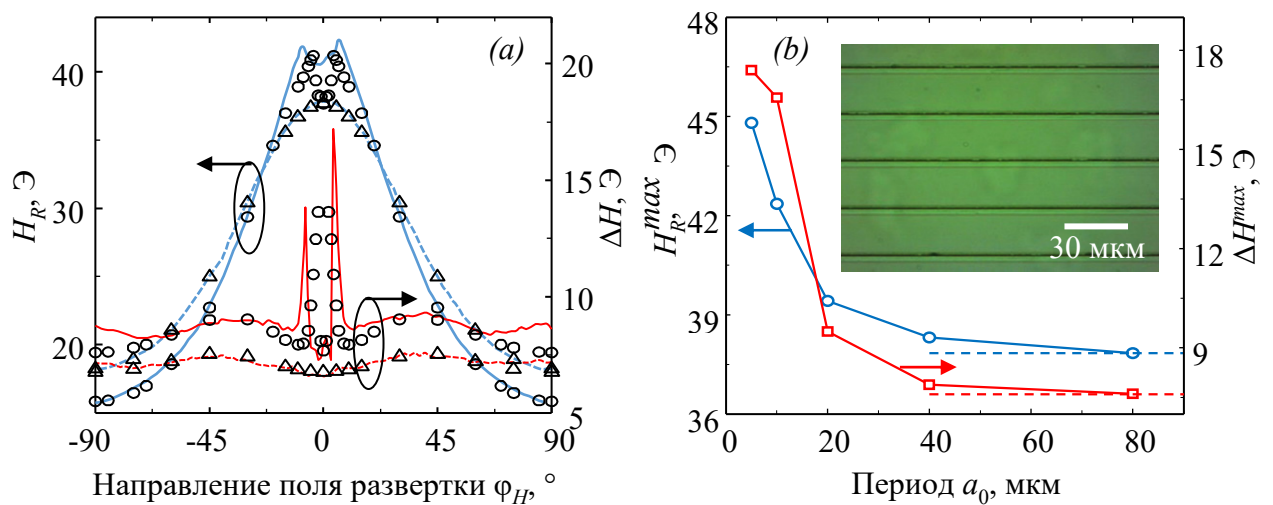 (a)
40
30
20
H_R, Э
20
15
10
5
ΔH, Э
-90
-45
0
45
90
Направление поля развертки φ_H, °
(b)
48
45
42
39
36
H_R^max, Э
18
15
12
9
ΔH^max, Э
0
20
40
60
80
Период a_0, мкм
30 мкм